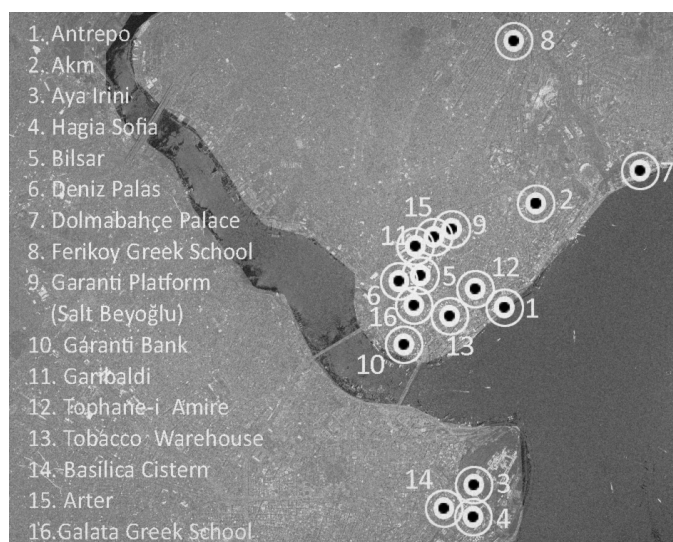 1. Antrepo
2. Akm
3. Aya Irini
4. Hagia Sofia
5. Bilsar
6. Deniz Palas
7. Dolmabahçe Palace
8. Ferikoy Greek School
9. Garanti Platform
(Salt Beyoğlu)
10. Garanti Bank
11. Garibaldi
12. Tophane-i Amire
13. Tobacco Warehouse
14. Basilica Cistern
15. Arter
16.Galata Greek School
8
7
2
15
9
11
5
12
6
16
1
13
10
14
3
4